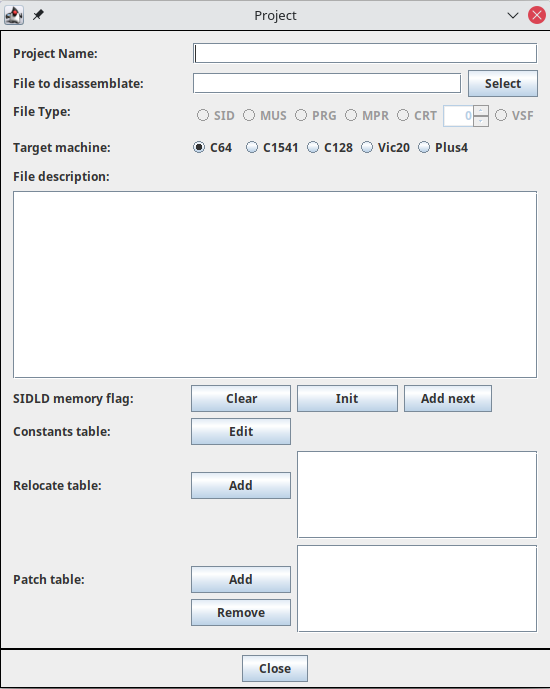 Project
Project Name:
File to disassemblate: Select
File Type: SID MUS PRG MPR CRT 0 VSF
Target machine: C64 C1541 C128 Vic20 Plus4
File description:
SIDLD memory flag: Clear Init Add next
Constants table: Edit
Relocate table: Add
Patch table: Add
Remove
Close